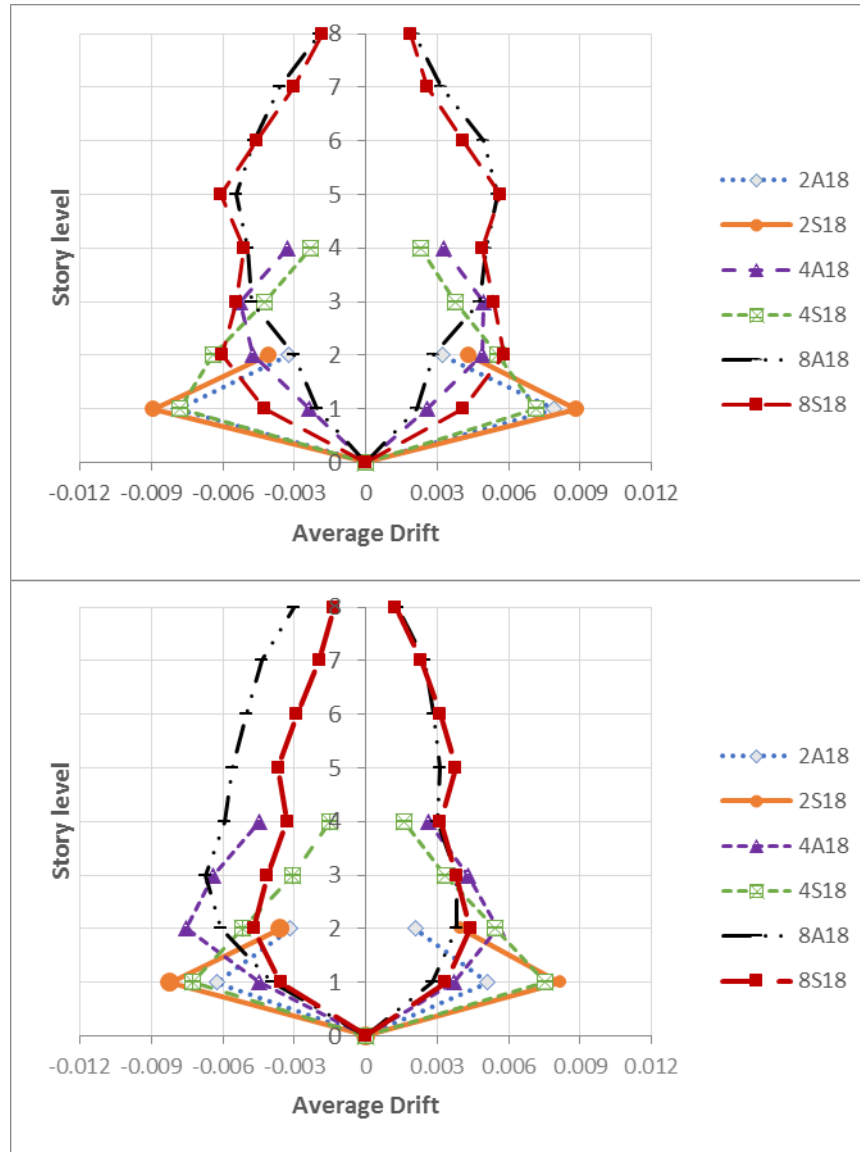 8
7
6
5
4
3
2
1
0
-0.012 -0.009 -0.006 -0.003 0 0.003 0.006 0.009 0.012
Story level
Average Drift
2A18
2S18
4A18
4S18
8A18
8S18
8
7
6
5
4
3
2
1
0
-0.012 -0.009 -0.006 -0.003 0 0.003 0.006 0.009 0.012
Story level
Average Drift
2A18
2S18
4A18
4S18
8A18
8S18